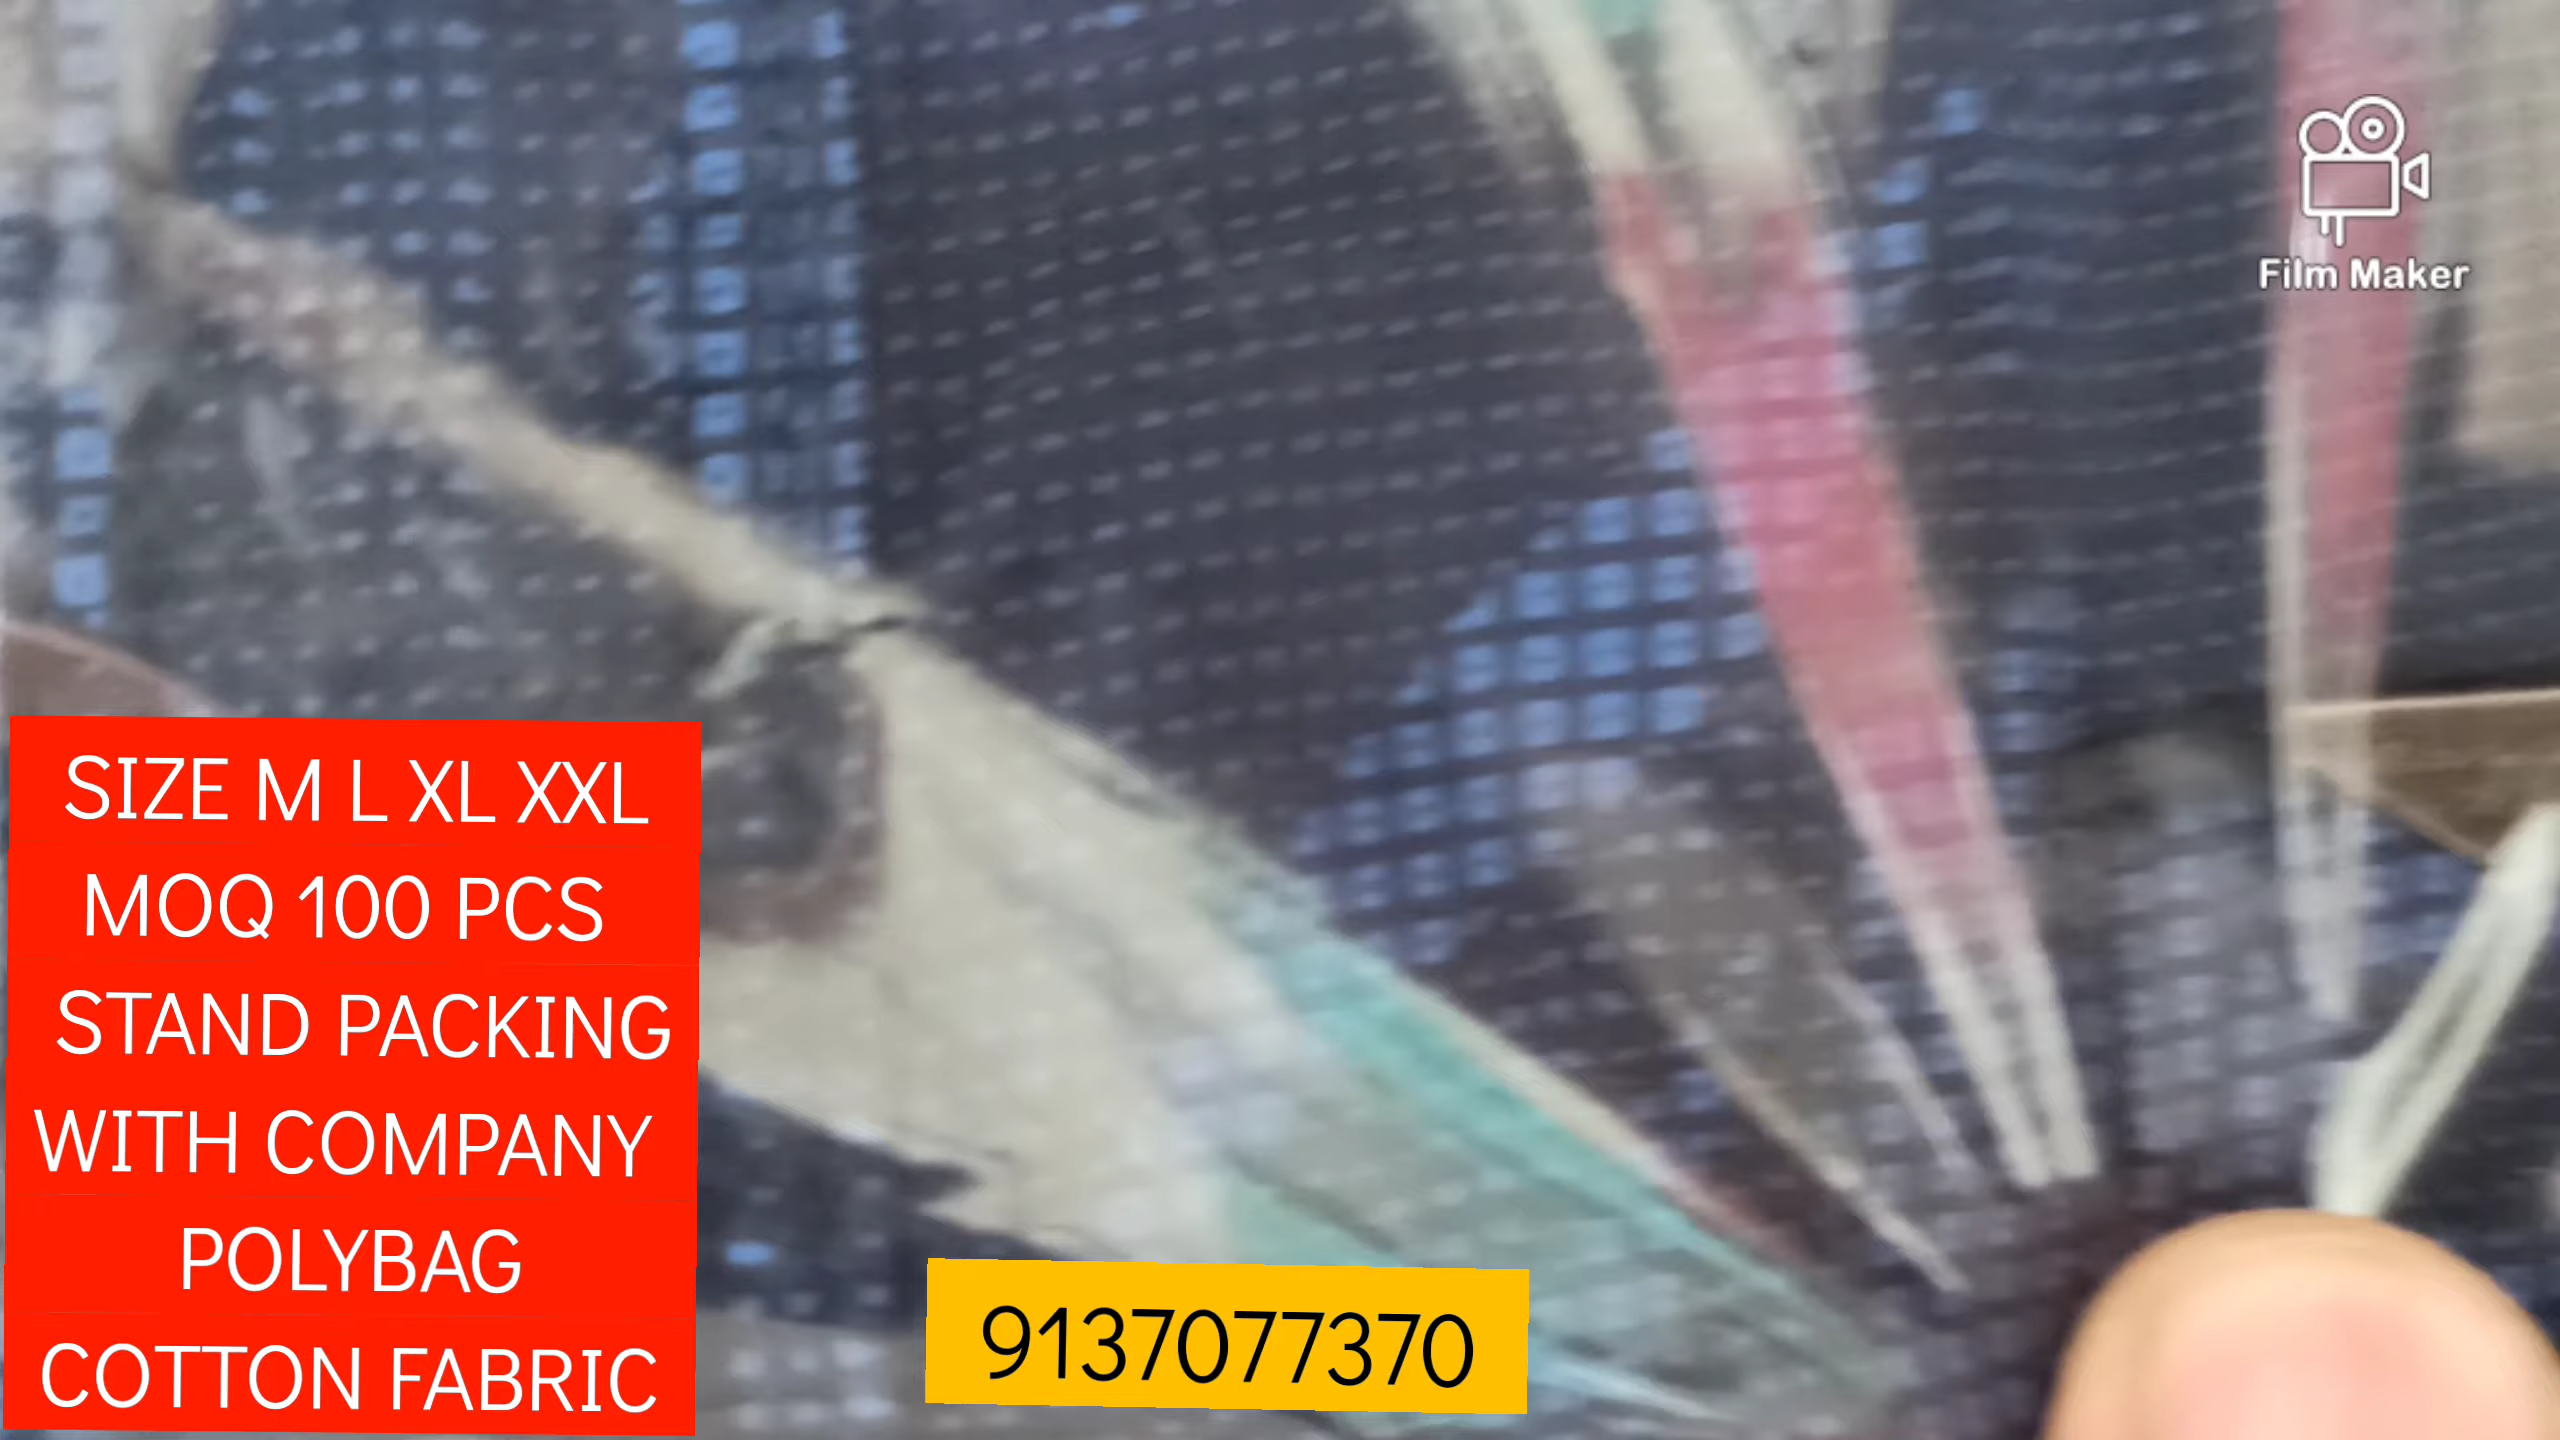 Film Maker
SIZE M L XL XXL
MOQ 100 PCS
STAND PACKING
WITH COMPANY
POLYBAG
COTTON FABRIC
9137077370